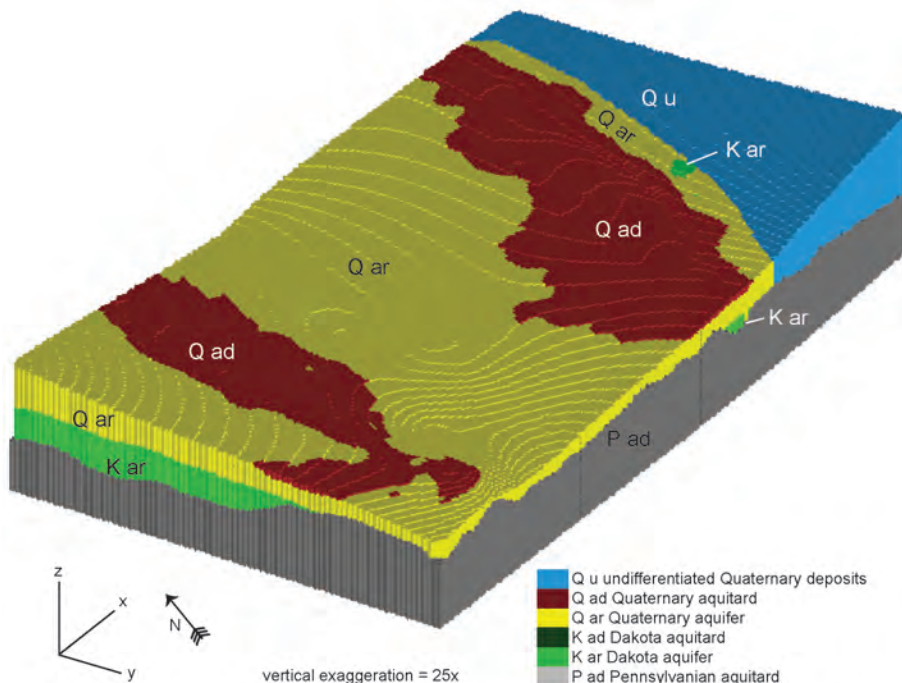 Q u
Q ar
K ar
Q ad
Q ar
K ar
Q ad
Q ar
P ad
K ar
z
x
N
y
vertical exaggeration = 25x
Q u undifferentiated Quaternary deposits
Q ad Quaternary aquitard
Q ar Quaternary aquifer
K ad Dakota aquitard
K ar Dakota aquifer
P ad Pennsylvanian aquitard